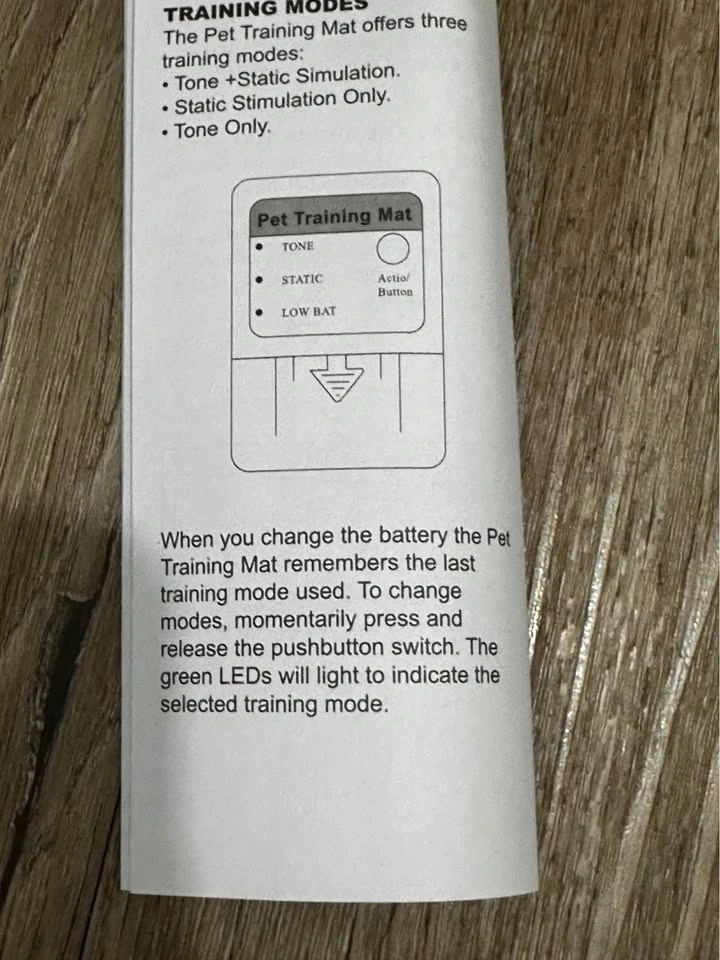 TRAINING MODES
The Pet Training Mat offers three
training modes:
• Tone +Static Simulation.
• Static Stimulation Only.
• Tone Only.
Pet Training Mat
• TONE
• STATIC
Actio/
Button
• LOW BAT
When you change the battery the Pet
Training Mat remembers the last
training mode used. To change
modes, momentarily press and
release the pushbutton switch. The
green LEDs will light to indicate the
selected training mode.